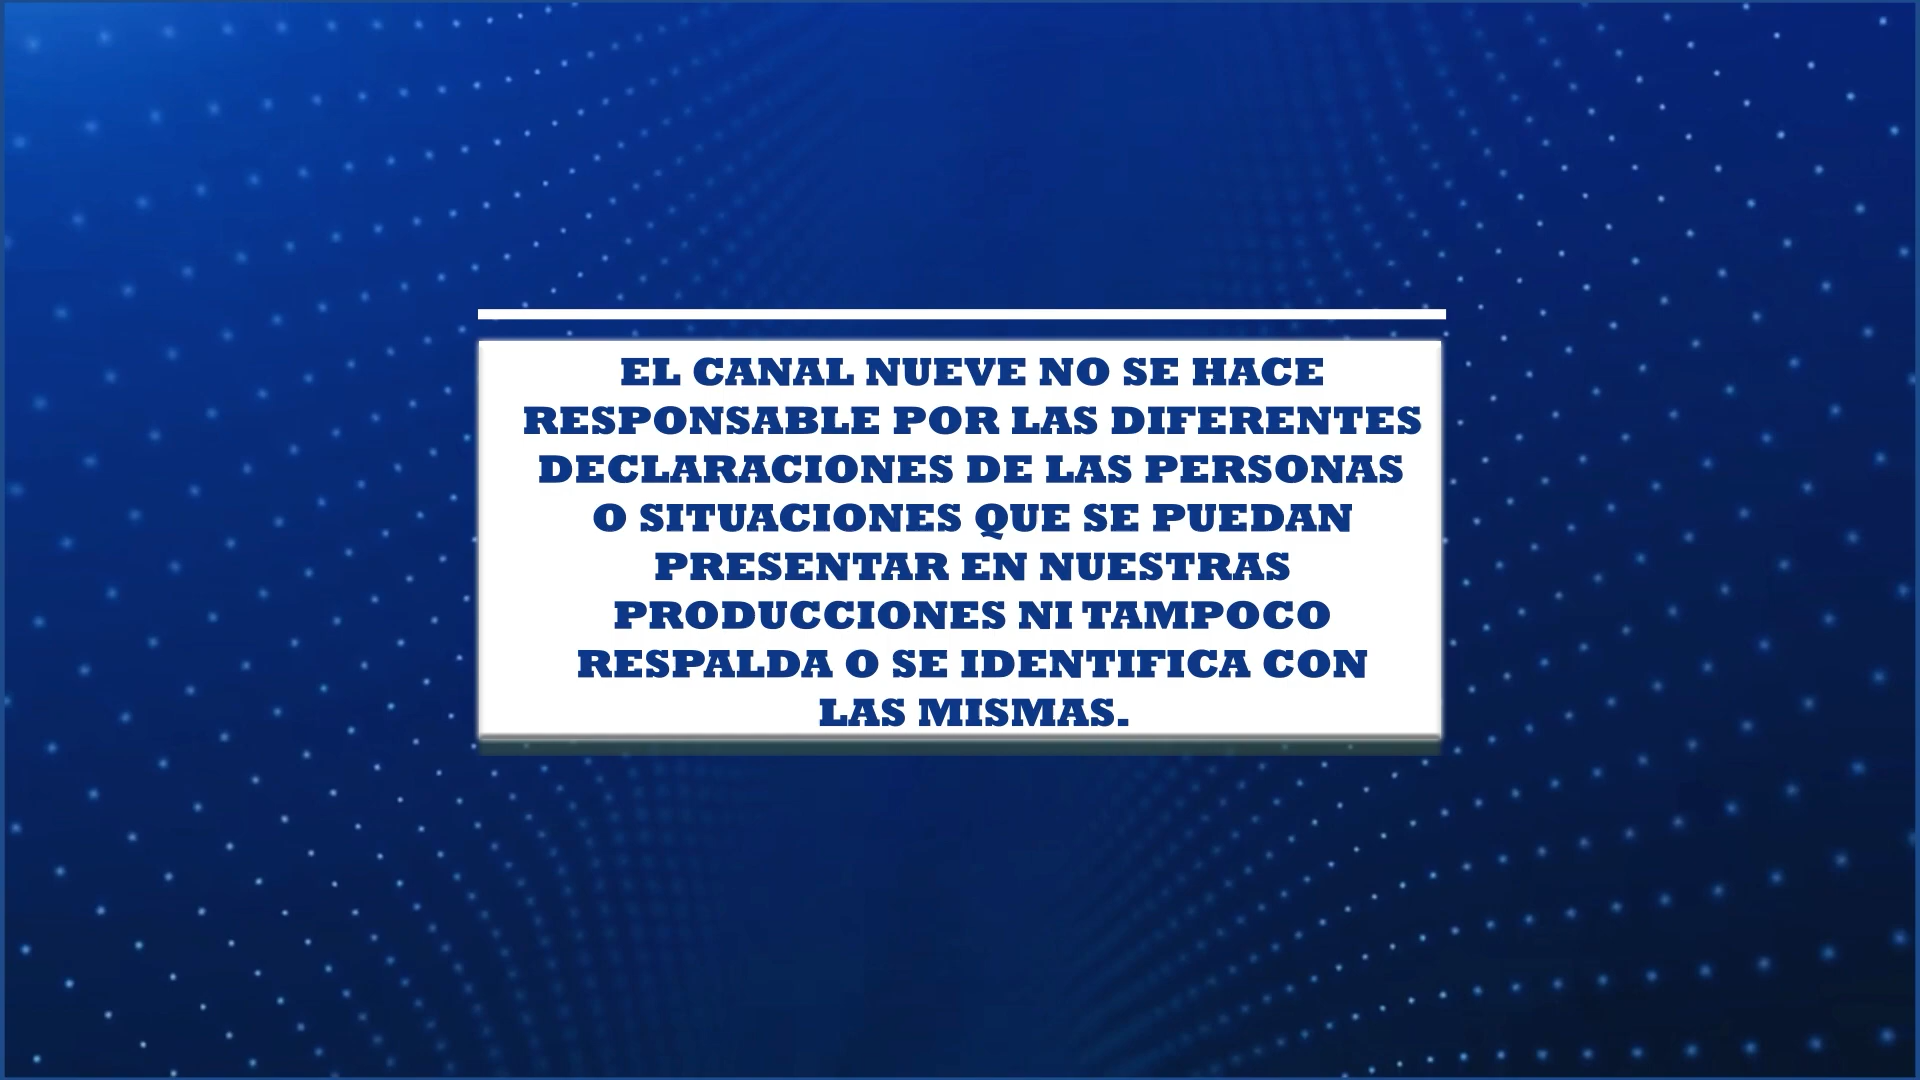 EL CANAL NUEVE NO SE HACE
RESPONSABLE POR LAS DIFERENTES
DECLARACIONES DE LAS PERSONAS
O SITUACIONES QUE SE PUEDAN
PRESENTAR EN NUESTRAS
PRODUCCIONES NI TAMPOCO
RESPALDA O SE IDENTIFICA CON
LAS MISMAS.